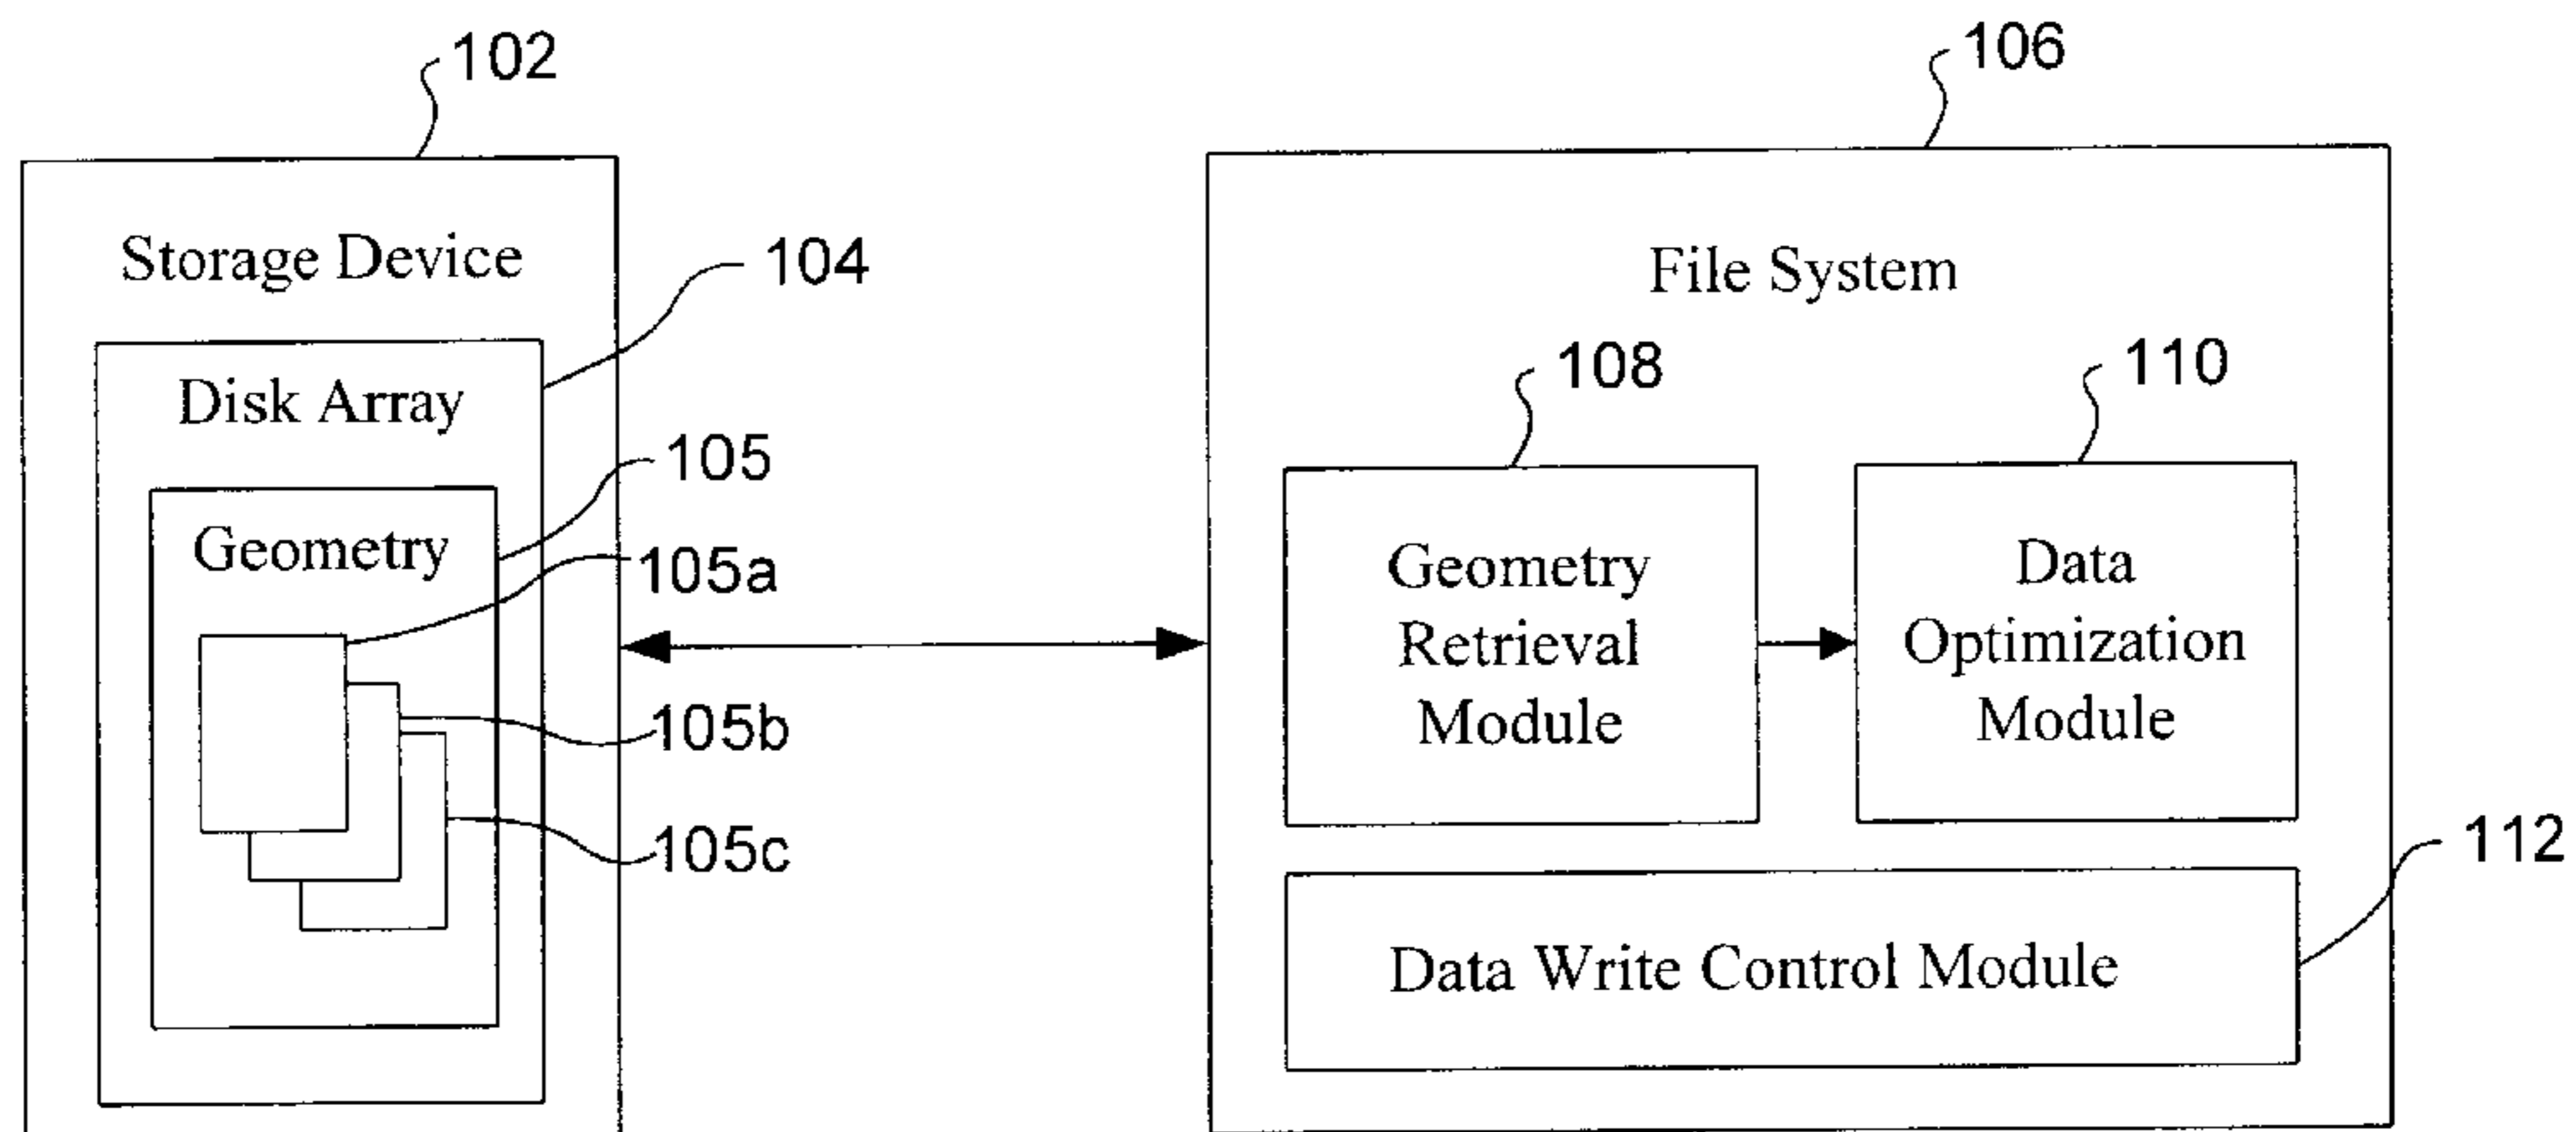 102
106
Storage Device
104
File System
Disk Array
108
110
105
Geometry
105a
Geometry
Retrieval
Module
Data
Optimization
Module
105b
105c
112
Data Write Control Module